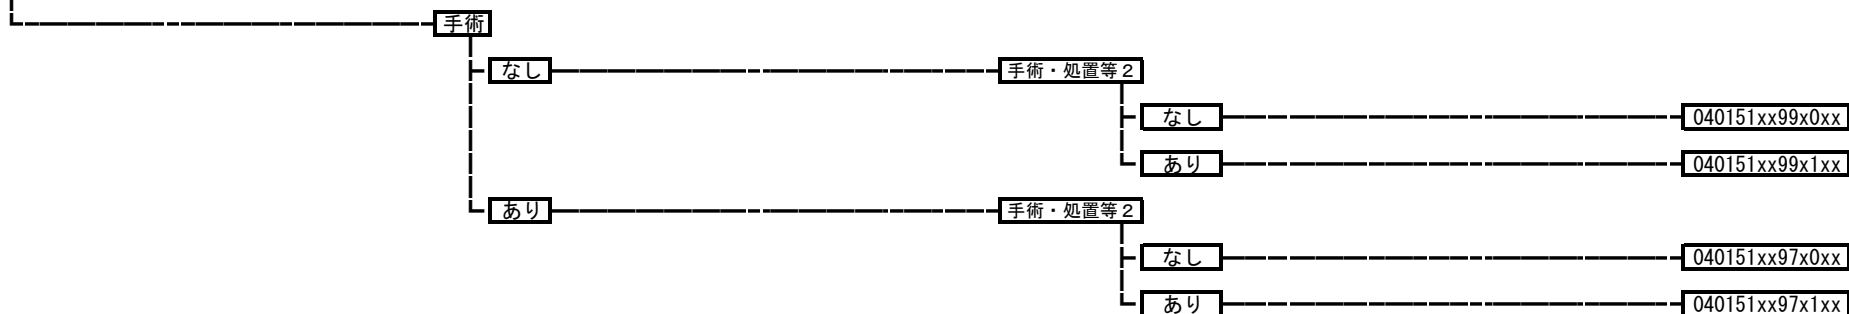 手術
なし 手術・処置等２
なし 040151xx99x0xx
あり 040151xx99x1xx
あり 手術・処置等２
なし 040151xx97x0xx
あり 040151xx97x1xx